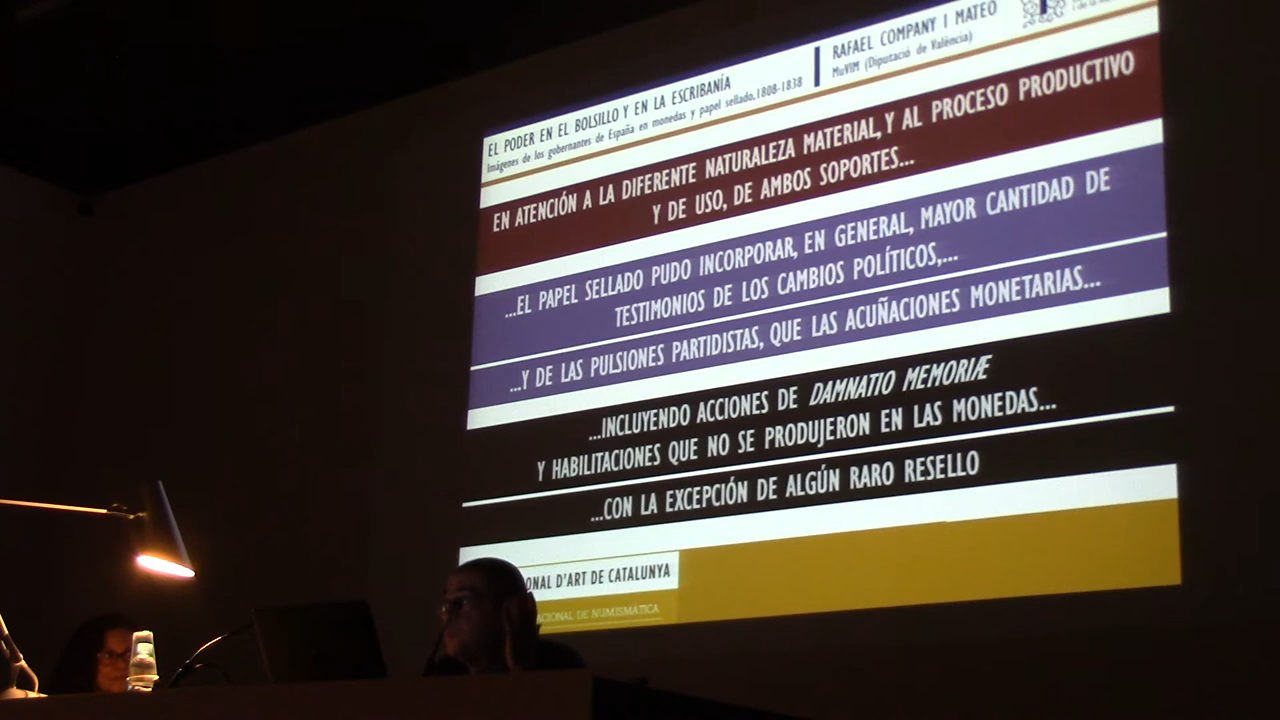 EL PODER EN EL BOLSILLO Y EN LA ESCRIBANÍA
Imágenes de los gobernantes de España en monedas y papel sellado, 1808-1838
RAFAEL COMPANY I MATEO
MuVIM (Diputació de València)
EN ATENCIÓN A LA DIFERENTE NATURALEZA MATERIAL, Y AL PROCESO PRODUCTIVO
Y DE USO, DE AMBOS SOPORTES...
...EL PAPEL SELLADO PUDO INCORPORAR, EN GENERAL, MAYOR CANTIDAD DE
TESTIMONIOS DE LOS CAMBIOS POLÍTICOS,...
...Y DE LAS PULSIONES PARTIDISTAS, QUE LAS ACUÑACIONES MONETARIAS...
...INCLUYENDO ACCIONES DE DAMNATIO MEMORIÆ
Y HABILITACIONES QUE NO SE PRODUJERON EN LAS MONEDAS...
...CON LA EXCEPCIÓN DE ALGÚN RARO RESELLO
ONAL D'ART DE CATALUNYA
ACIONAL DE NUMISMÁTICA